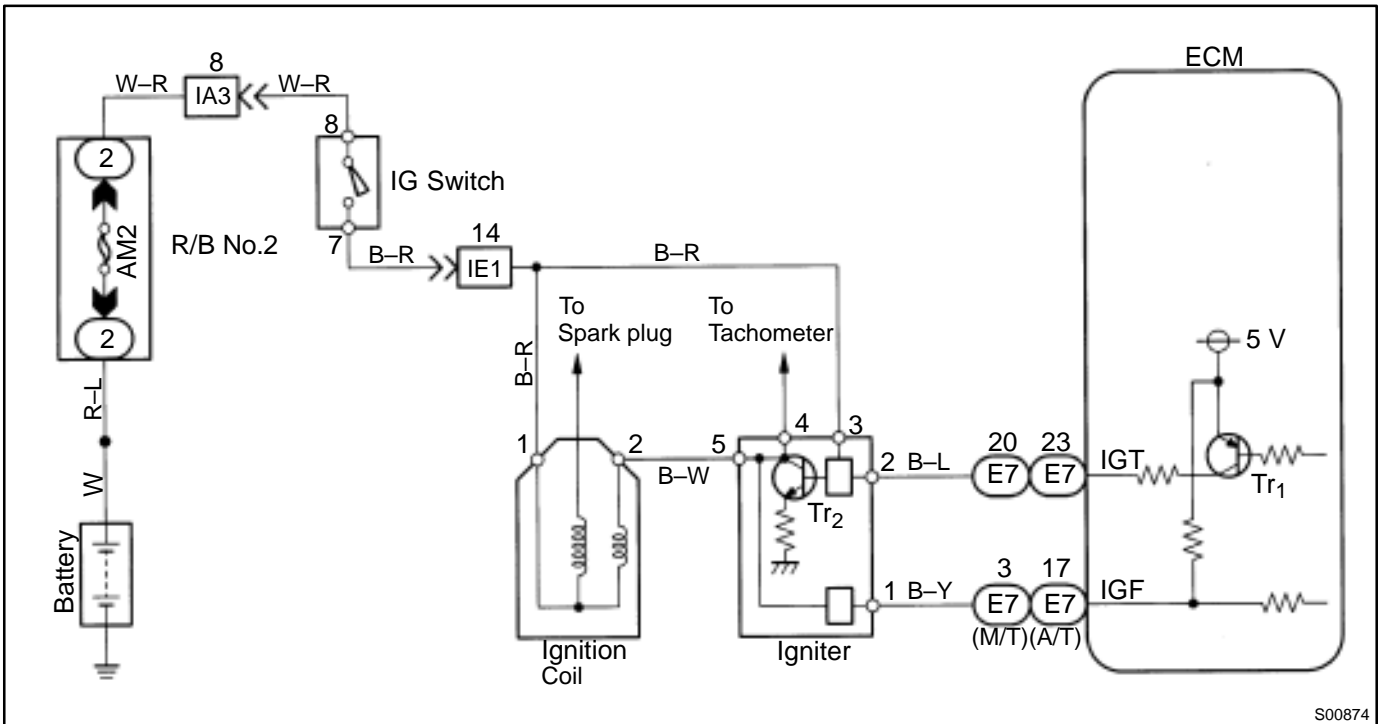 ECM
8
W–R
IA3
W–R
8
IG Switch
7
2
AM2
2
R/B No.2
R–L
W
Battery
B–R
14
IE1
B–R
B–R
To
Spark plug
To
Tachometer
1
2
B–W
Ignition
Coil
5
4
3
2
Tr2
1
Igniter
B–L
20
E7
23
E7
IGT
B–Y
3
E7
(M/T)
17
E7
(A/T)
IGF
5 V
Tr1
S00874